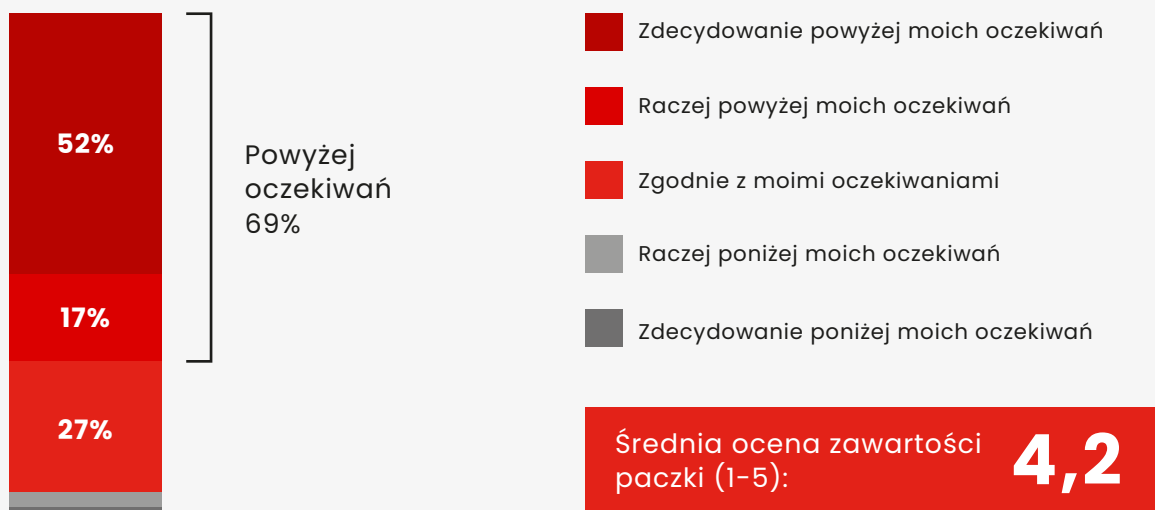 52%
17%
27%
Powyżej
oczekiwań
69%
Zdecydowanie powyżej moich oczekiwań
Raczej powyżej moich oczekiwań
Zgodnie z moimi oczekiwaniami
Raczej poniżej moich oczekiwań
Zdecydowanie poniżej moich oczekiwań
Średnia ocena zawartości
paczki (1-5):
4,2